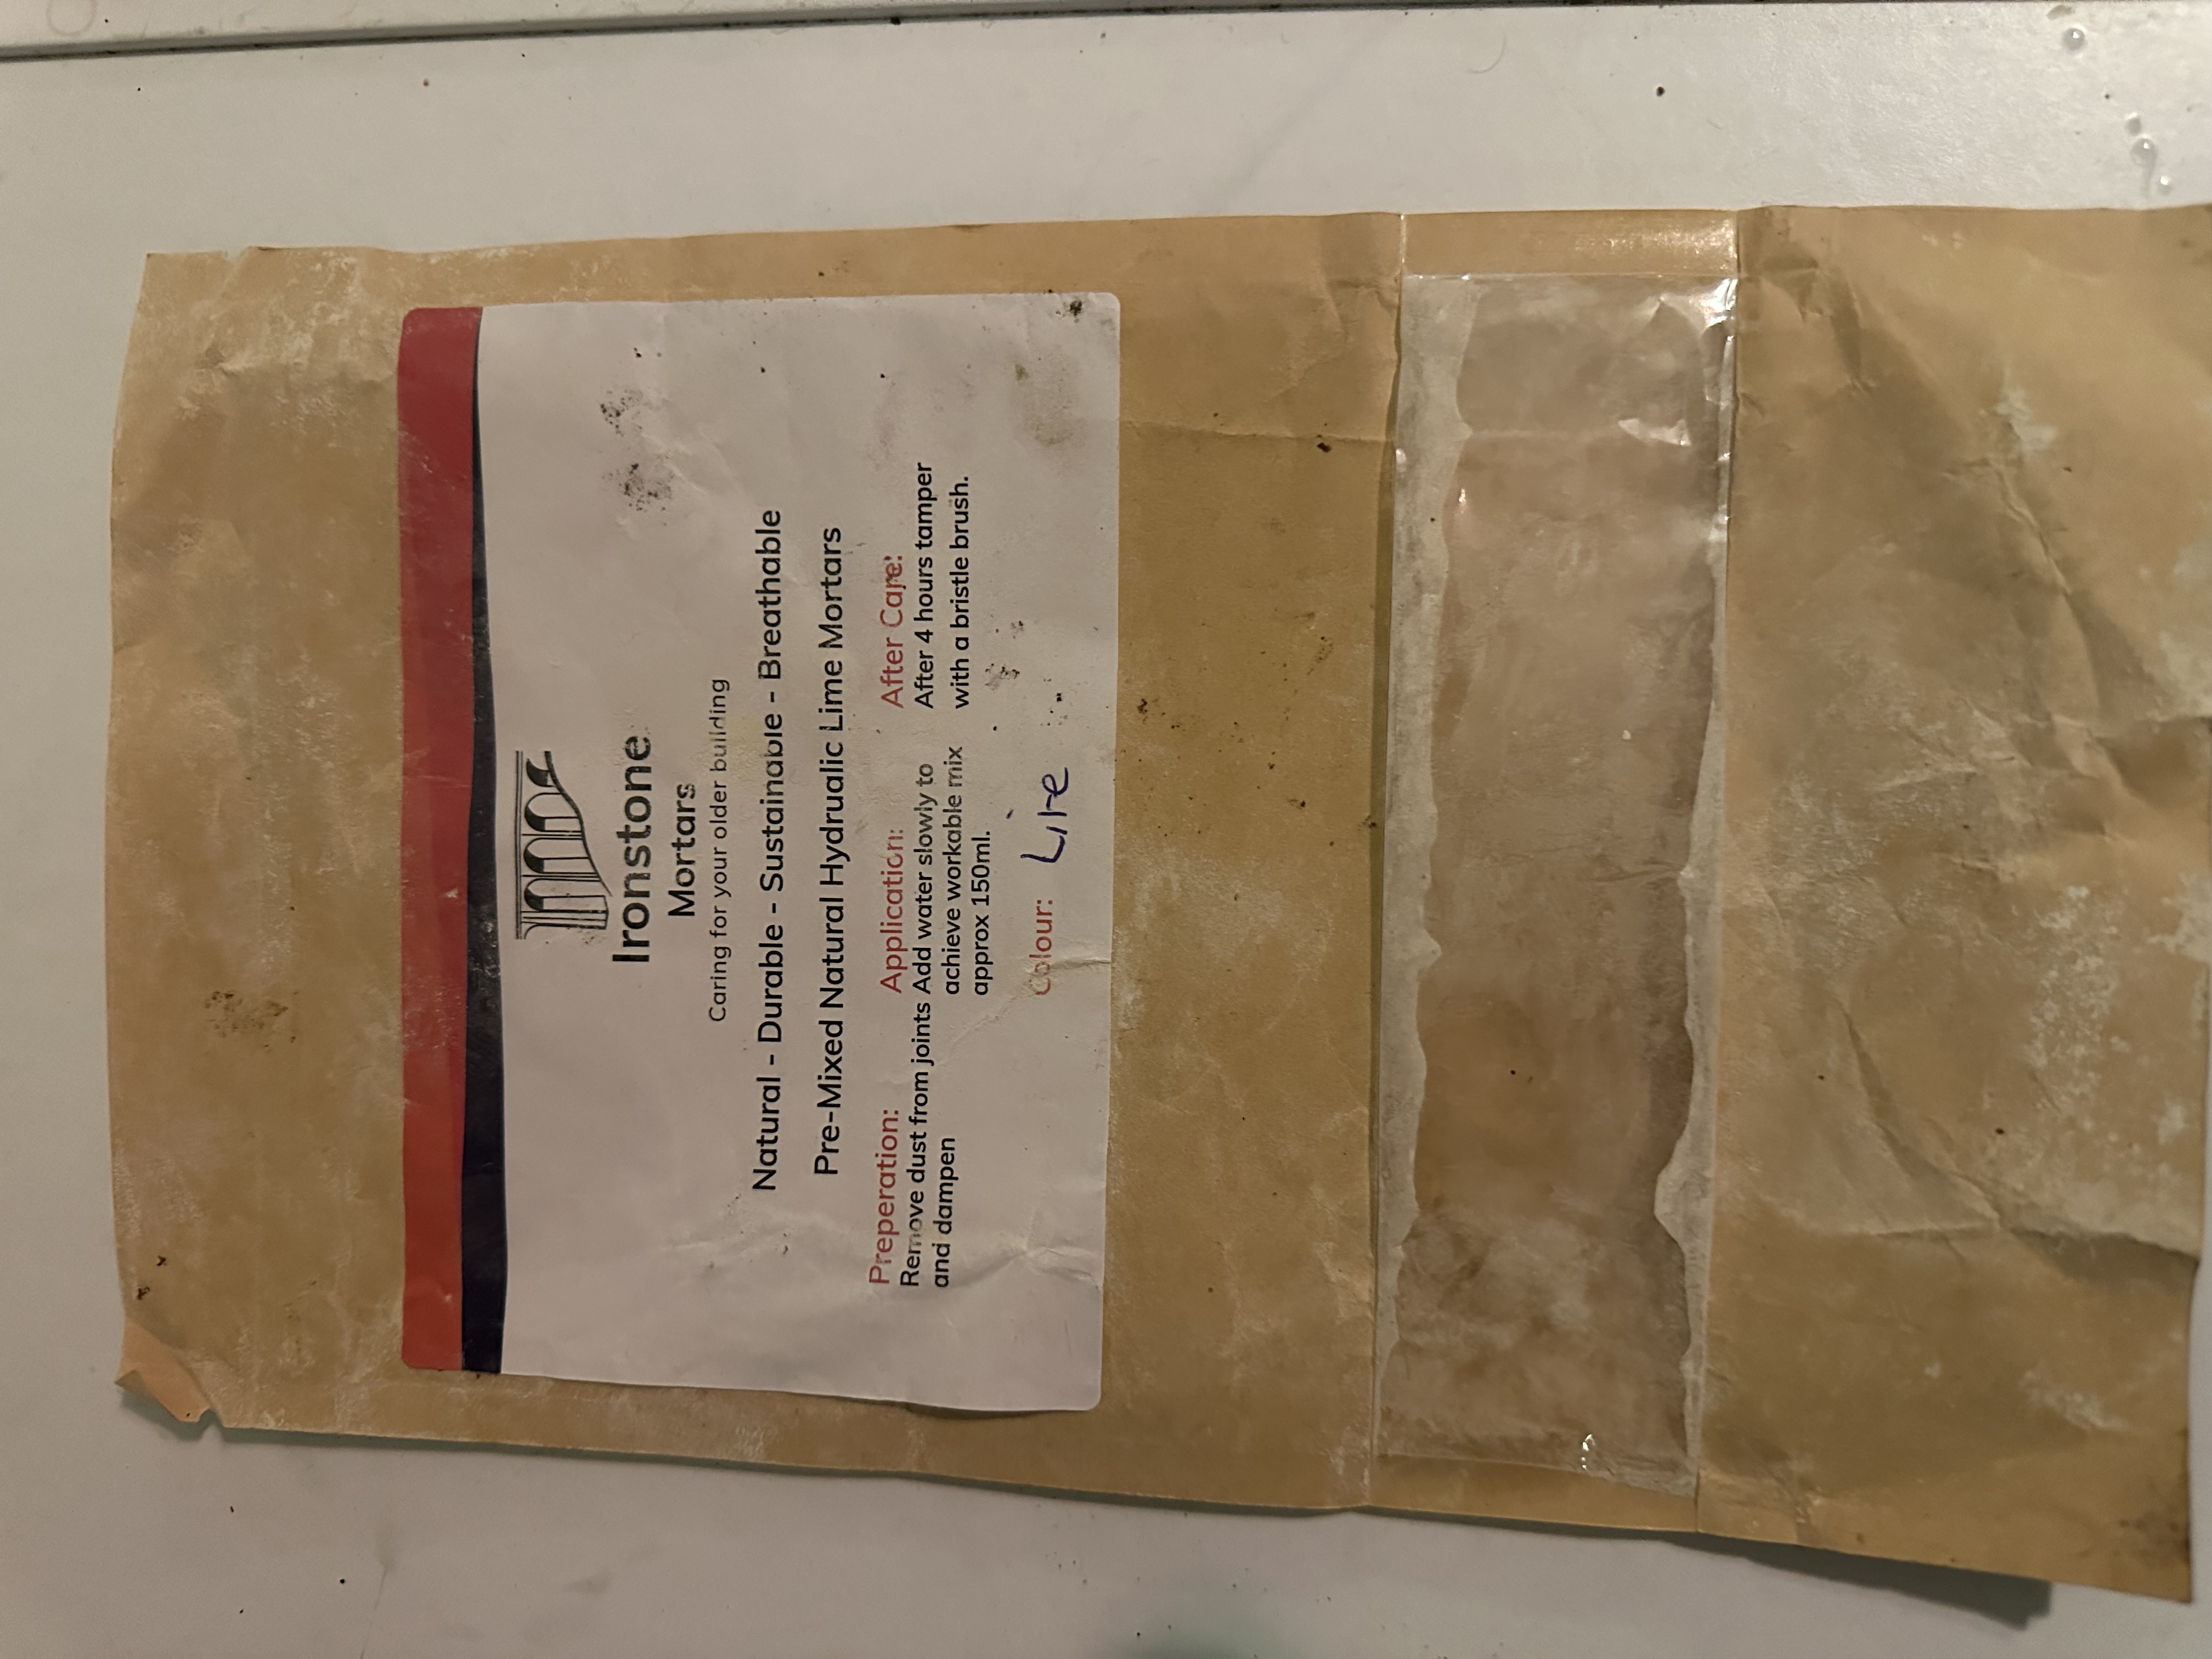 Ironstone
Mortars
Caring for your older building
Natural - Durable - Sustainable - Breathable
Pre-Mixed Natural Hydrualic Lime Mortars
Preperation:
Remove dust from joints
and dampen
Application:
Add water slowly to
achieve workable mix
approx 150ml.
After Care:
After 4 hours tamper
with a bristle brush.
Colour: